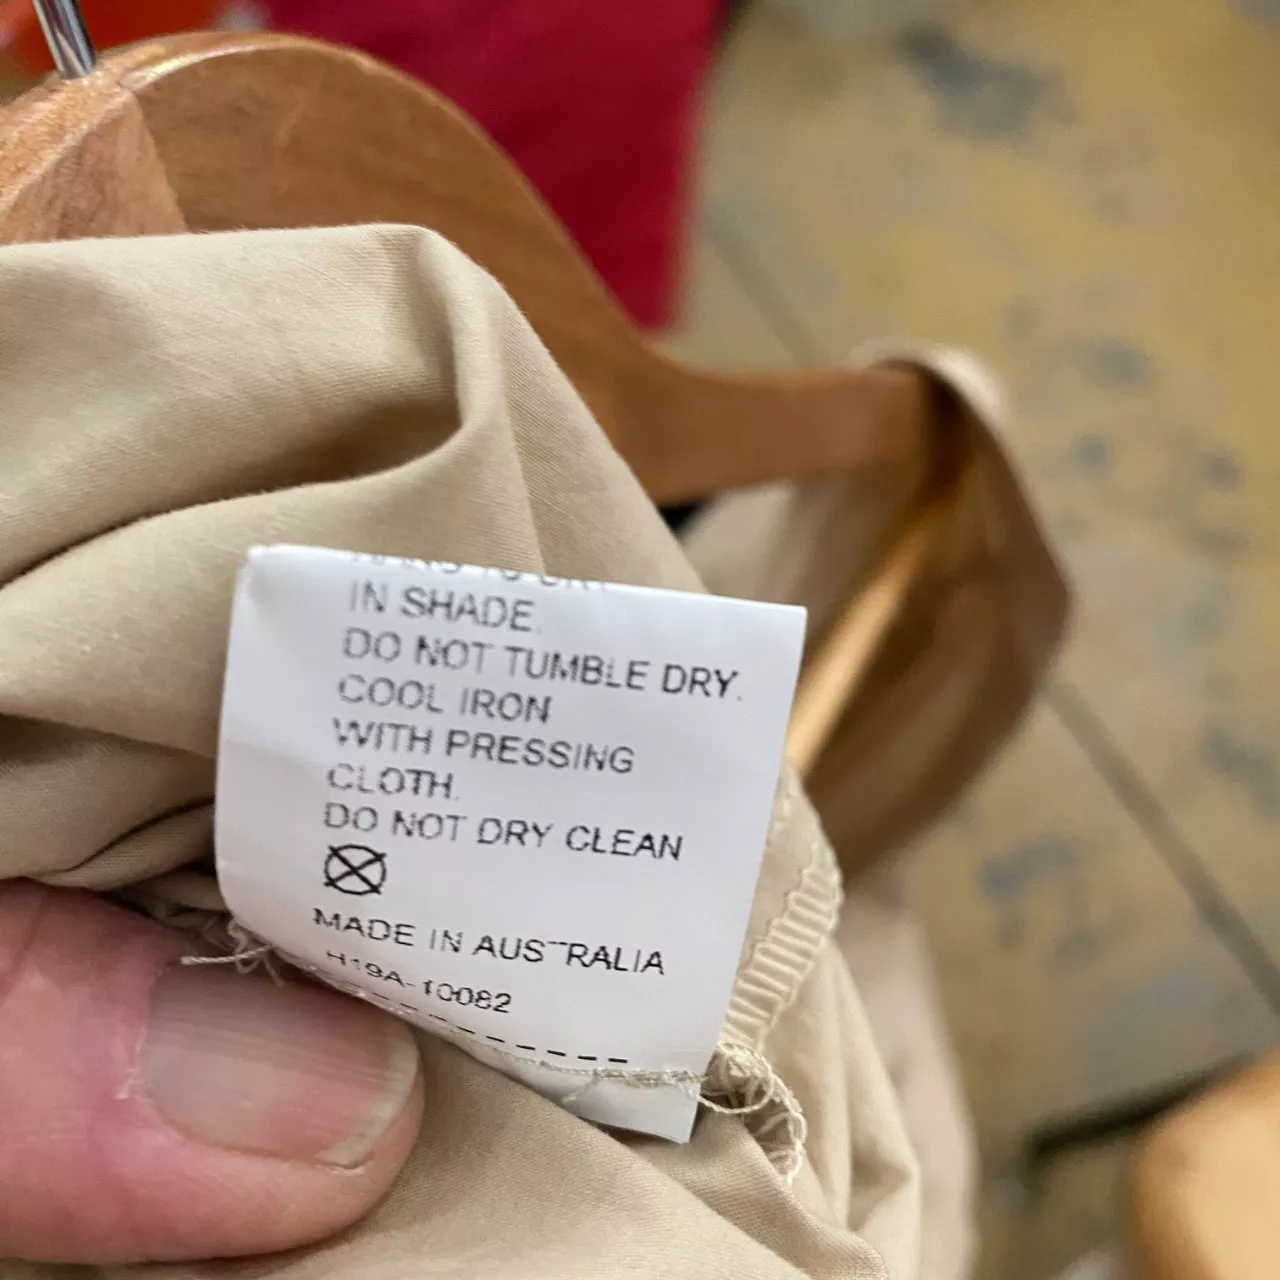 IN SHADE.
DO NOT TUMBLE DRY.
COOL IRON
WITH PRESSING
CLOTH.
DO NOT DRY CLEAN
MADE IN AUSTRALIA
H19A-10082